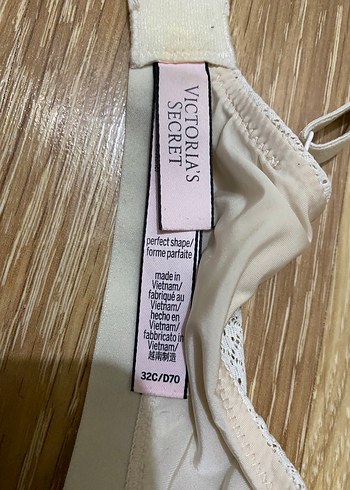 VICTORIA'S
SECRET
perfect shape/
forme parfaite
made in
Vietnam/
fabriqué au
Vietnam/
hecho en
Vietnam/
fabbricato in
Vietnam/
越南制造
32C/D70